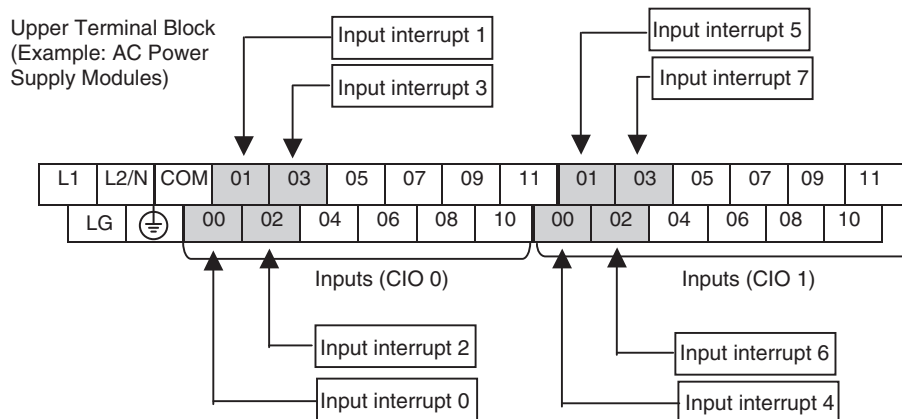 Upper Terminal Block
(Example: AC Power
Supply Modules)
Input interrupt 1
Input interrupt 3
Input interrupt 5
Input interrupt 7
L1 L2/N COM 01 03 05 07 09 11 01 03 05 07 09 11
LG 00 02 04 06 08 10 00 02 04 06 08 10
Inputs (CIO 0)
Inputs (CIO 1)
Input interrupt 2
Input interrupt 0
Input interrupt 6
Input interrupt 4